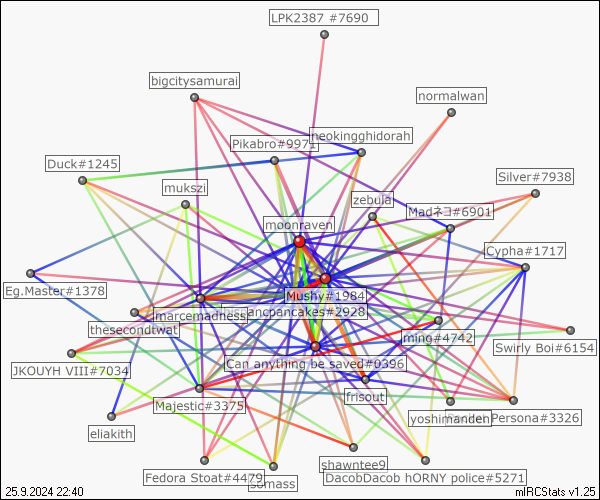 LPK2387 #7690
bigcitysamurai
normalwan
neokingghidorah
Pikabro#9971
Duck#1245
Silver#7938
mukszi
zebula
Madネコ#6901
moonraven
Cypha#1717
Eg.Master#1378
Mushy#1984
ancpancakes#2928
marcemadness
thesecondtwat
ming#4742
Swirly Boi#6154
Can anything be saved#0396
JKOUYH VIII#7034
frisout
Majestic#3375
yoshimanden
Persona#3326
eliakith
shawntee9
Fedora Stoat#4479
somass
DacobDacob hORNY police#5271
25.9.2024 22:40
mIRCStats v1.25